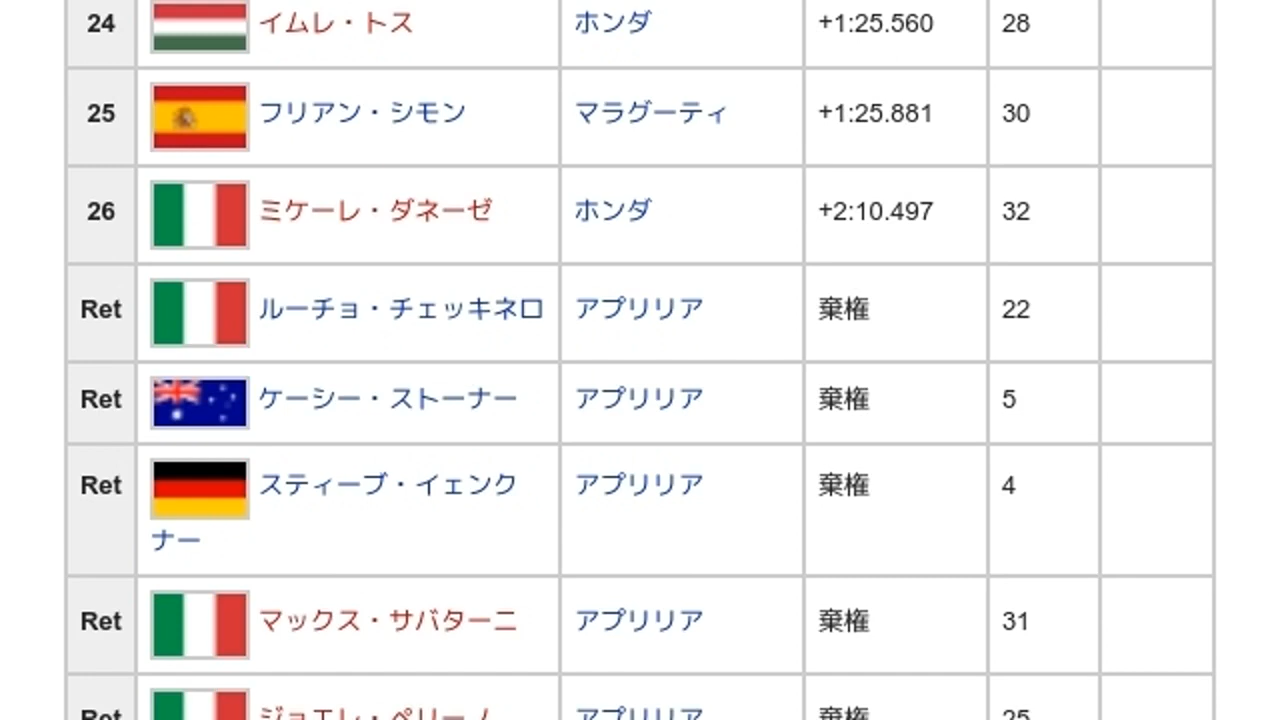 24 イムレ・トス ホンダ +1:25.560 28
25 フリアン・シモン マラグーティ +1:25.881 30
26 ミケーレ・ダネーゼ ホンダ +2:10.497 32
Ret ルーチョ・チェッキネロ アプリリア 棄権 22
Ret ケーシー・ストーナー アプリリア 棄権 5
Ret スティーブ・イェンク アプリリア 棄権 4
ナー
Ret マックス・サバターニ アプリリア 棄権 31
Ret ジョエレ・ペリーノ アプリリア 棄権 25